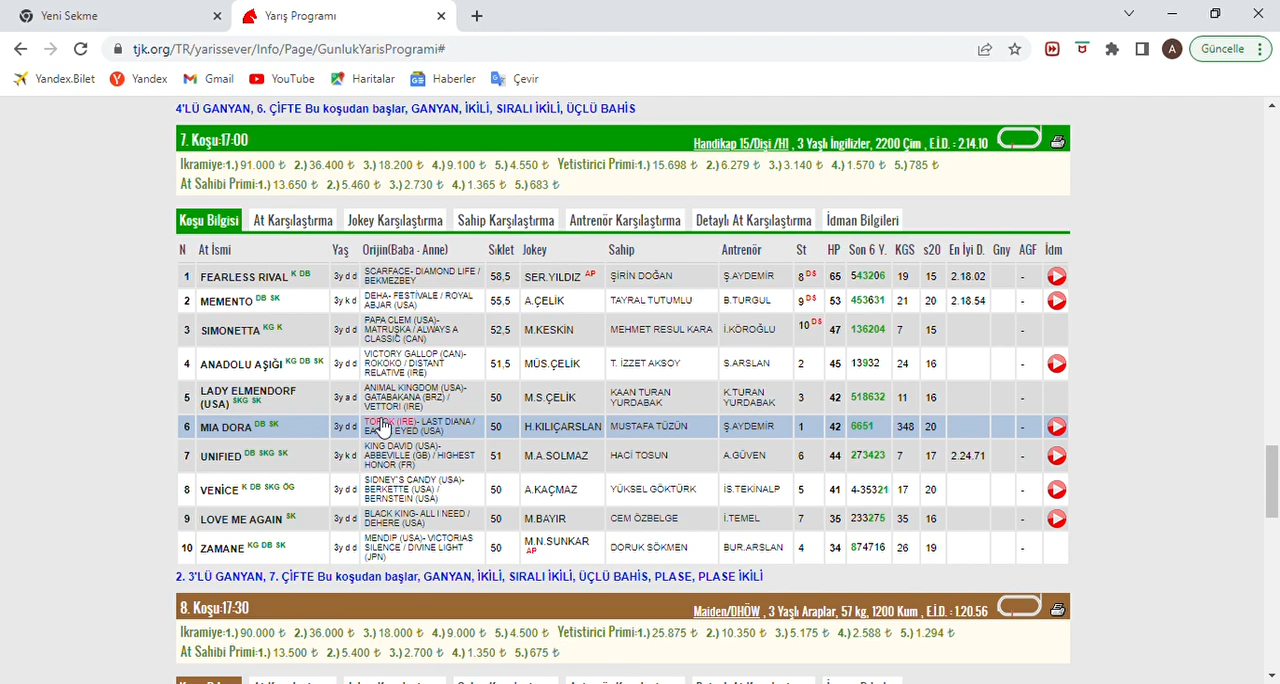 Yeni Sekme
Yarış Programı
tjk.org/TR/yarissever/Info/Page/GunlukYarisProgrami#
A
Güncelle
Yandex.Bilet Yandex Gmail YouTube Haritalar Haberler Çevir
4'LÜ GANYAN, 6. ÇİFTE Bu koşudan başlar, GANYAN, İKİLİ, SIRALI İKİLİ, ÜÇLÜ BAHİS
7. Koşu:17:00 Handikap 15/Dişi /H1 , 3 Yaşlı İngilizler, 2200 Çim , E.İ.D. : 2.14.10
Ikramiye:1.) 91.000 ₺ 2.) 36.400 ₺ 3.) 18.200 ₺ 4.) 9.100 ₺ 5.) 4.550 ₺ Yetistirici Primi:1.) 15.698 ₺ 2.) 6.279 ₺ 3.) 3.140 ₺ 4.) 1.570 ₺ 5.) 785 ₺
At Sahibi Primi:1.) 13.650 ₺ 2.) 5.460 ₺ 3.) 2.730 ₺ 4.) 1.365 ₺ 5.) 683 ₺
Koşu Bilgisi At Karşılaştırma Jokey Karşılaştırma Sahip Karşılaştırma Antrenör Karşılaştırma Detaylı At Karşılaştırma İdman Bilgileri
N At İsmi Yaş Orijin(Baba - Anne) Sıklet Jokey Sahip Antrenör St HP Son 6 Y. KGS s20 En İyi D. Gny AGF İdm
1 FEARLESS RIVAL K DB 3y d d SCARFACE- DIAMOND LIFE / BEKMEZBEY 58,5 SER.YILDIZ AP ŞİRİN DOĞAN Ş.AYDEMİR 8 DS 65 543206 19 15 2.18.02 -
2 MEMENTO DB SK 3y k d DEHA- FESTİVALE / ROYAL ABJAR (USA) 55,5 A.ÇELİK TAYRAL TUTUMLU B.TURGUL 9 DS 53 453631 21 20 2.18.54 -
3 SIMONETTA KG K 3y d d PAPA CLEM (USA)- MATRUŞKA / ALWAYS A CLASSIC (CAN) 52,5 M.KESKİN MEHMET RESUL KARA İ.KÖROĞLU 10 DS 47 136204 7 15 -
4 ANADOLU AŞIĞI KG DB SK 3y d d VICTORY GALLOP (CAN)- ROKOKO / DISTANT RELATIVE (IRE) 51,5 MÜS.ÇELİK T. İZZET AKSOY S.ARSLAN 2 45 13932 24 16 -
5 LADY ELMENDORF (USA) SKG SK 3y a d ANIMAL KINGDOM (USA)- GATABAKANA (BRZ) / VETTORI (IRE) 50 M.S.ÇELİK KAAN TURAN YURDABAK K.TURAN YURDABAK 3 42 518632 11 16 -
6 MIA DORA DB SK 3y d d (IRE)- LAST DIANA / EYED (USA) 50 H.KILIÇARSLAN MUSTAFA TÜZÜN Ş.AYDEMİR 1 42 6651 348 20 -
7 UNIFIED DB SKG SK 3y k d KING DAVID (USA)- ABBEVILLE (GB) / HIGHEST HONOR (FR) 51 M.A.SOLMAZ HACİ TOSUN A.GÜVEN 6 44 273423 7 17 2.24.71 -
8 VENİCE K DB SKG ÖG 3y d d SIDNEY'S CANDY (USA)- BERKETTE (USA) / BERNSTEIN (USA) 50 A.KAÇMAZ YÜKSEL GÖKTÜRK İS.TEKİNALP 5 41 4-35321 17 20 -
9 LOVE ME AGAIN SK 3y d d BLACK KING- ALL I NEED / DEHERE (USA) 50 M.BAYIR CEM ÖZBELGE İ.TEMEL 7 35 233275 35 16 -
10 ZAMANE KG DB SK 3y d d MENDIP (USA)- VICTORIAS SILENCE / DIVINE LIGHT (JPN) 50 M.N.SUNKAR AP DORUK SÖKMEN BUR.ARSLAN 4 34 874716 26 19 -
2. 3'LÜ GANYAN, 7. ÇİFTE Bu koşudan başlar, GANYAN, İKİLİ, SIRALI İKİLİ, ÜÇLÜ BAHİS, PLASE, PLASE İKİLİ
8. Koşu:17:30 Maiden/DHÖW , 3 Yaşlı Araplar, 57 kg, 1200 Kum , E.İ.D. : 1.20.56
Ikramiye:1.) 90.000 ₺ 2.) 36.000 ₺ 3.) 18.000 ₺ 4.) 9.000 ₺ 5.) 4.500 ₺ Yetistirici Primi:1.) 25.875 ₺ 2.) 10.350 ₺ 3.) 5.175 ₺ 4.) 2.588 ₺ 5.) 1.294 ₺
At Sahibi Primi:1.) 13.500 ₺ 2.) 5.400 ₺ 3.) 2.700 ₺ 4.) 1.350 ₺ 5.) 675 ₺